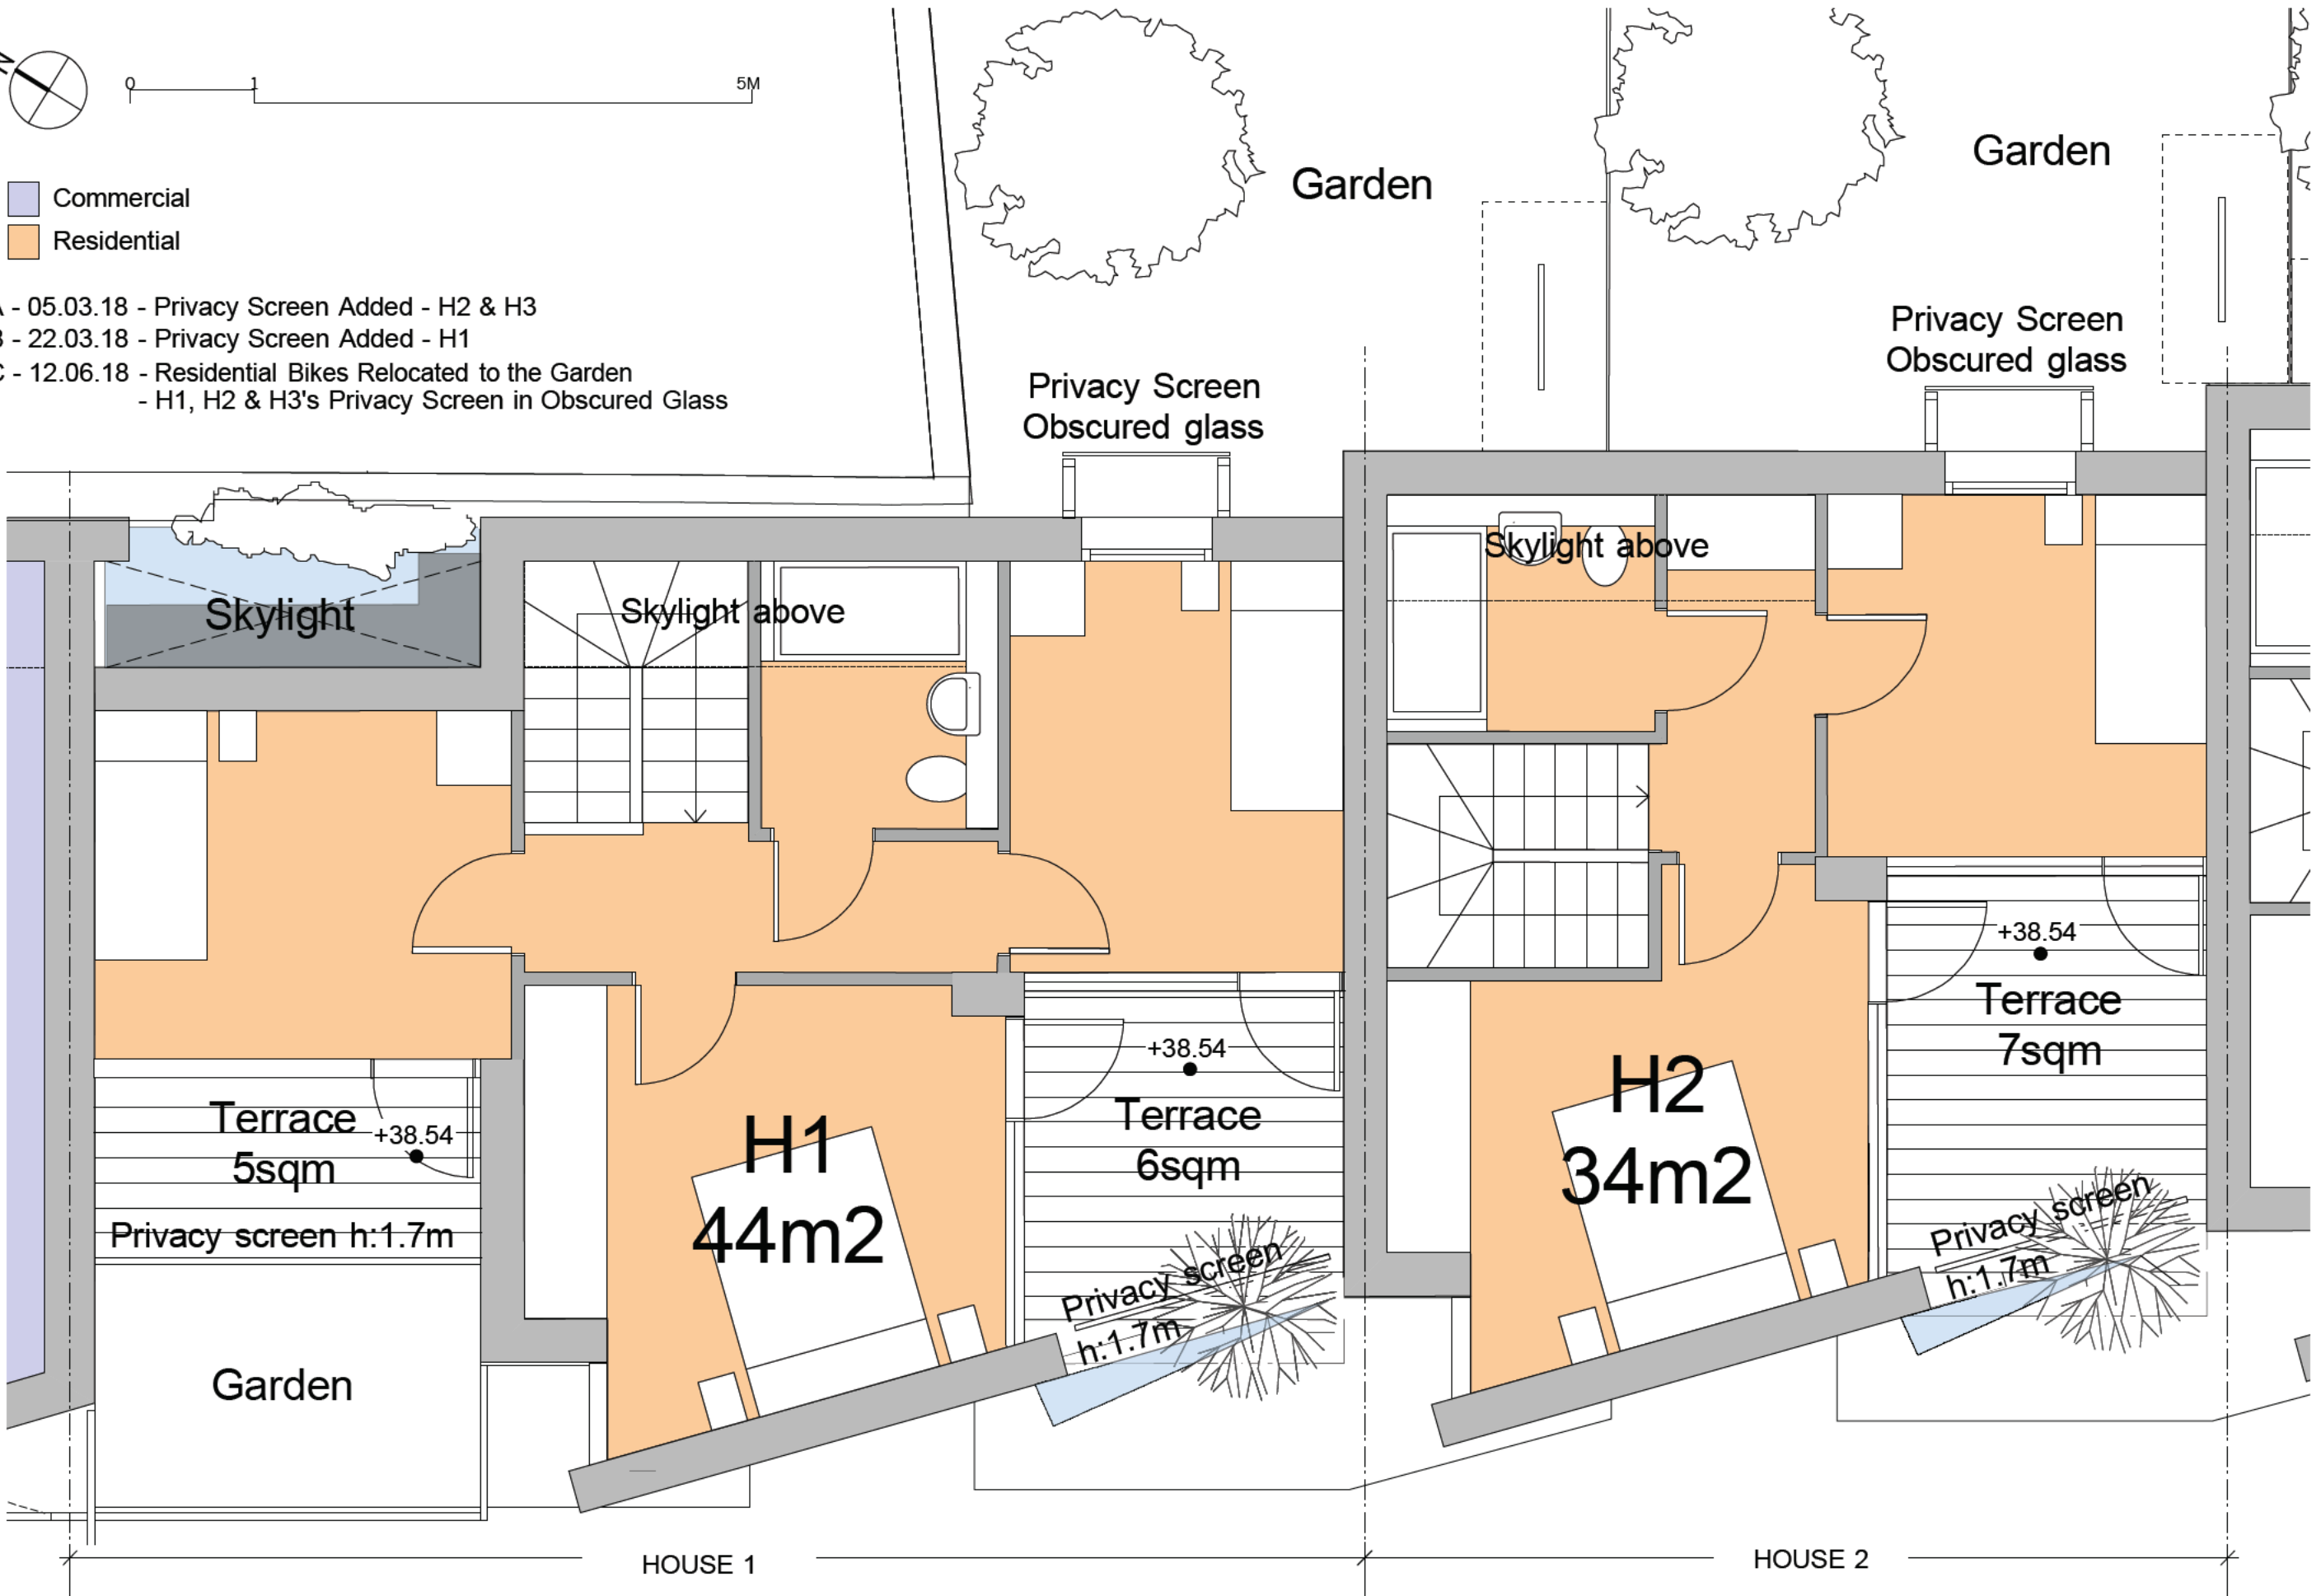 N
0 1 5M
Commercial
Residential
A - 05.03.18 - Privacy Screen Added - H2 & H3
B - 22.03.18 - Privacy Screen Added - H1
C - 12.06.18 - Residential Bikes Relocated to the Garden
- H1, H2 & H3's Privacy Screen in Obscured Glass
Garden
Garden
Privacy Screen
Obscured glass
Privacy Screen
Obscured glass
Skylight
Skylight above
Skylight above
Terrace
5sqm
+38.54
Privacy screen h:1.7m
Garden
H1
44m2
+38.54
Terrace
6sqm
Privacy screen
h:1.7m
H2
34m2
+38.54
Terrace
7sqm
Privacy screen
h:1.7m
HOUSE 1
HOUSE 2